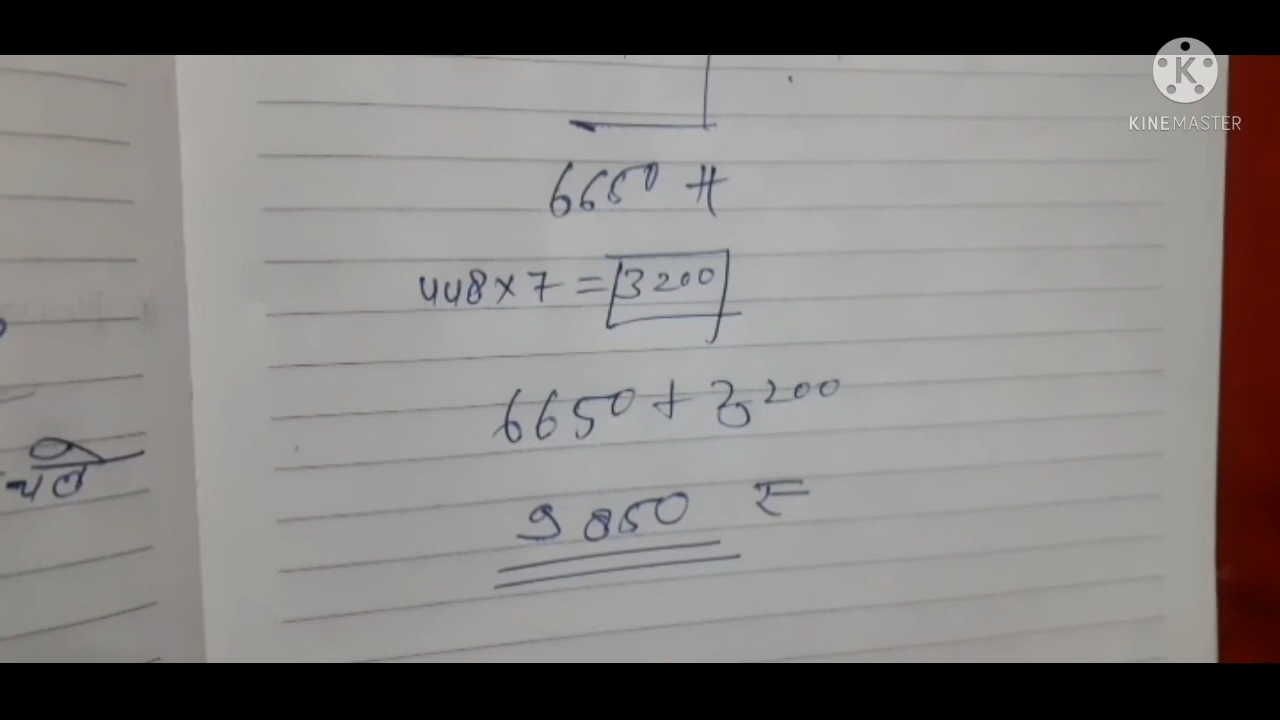 KINEMASTER
6650 #
448 × 7 = 3200
6650 + 3200
9850 ₹